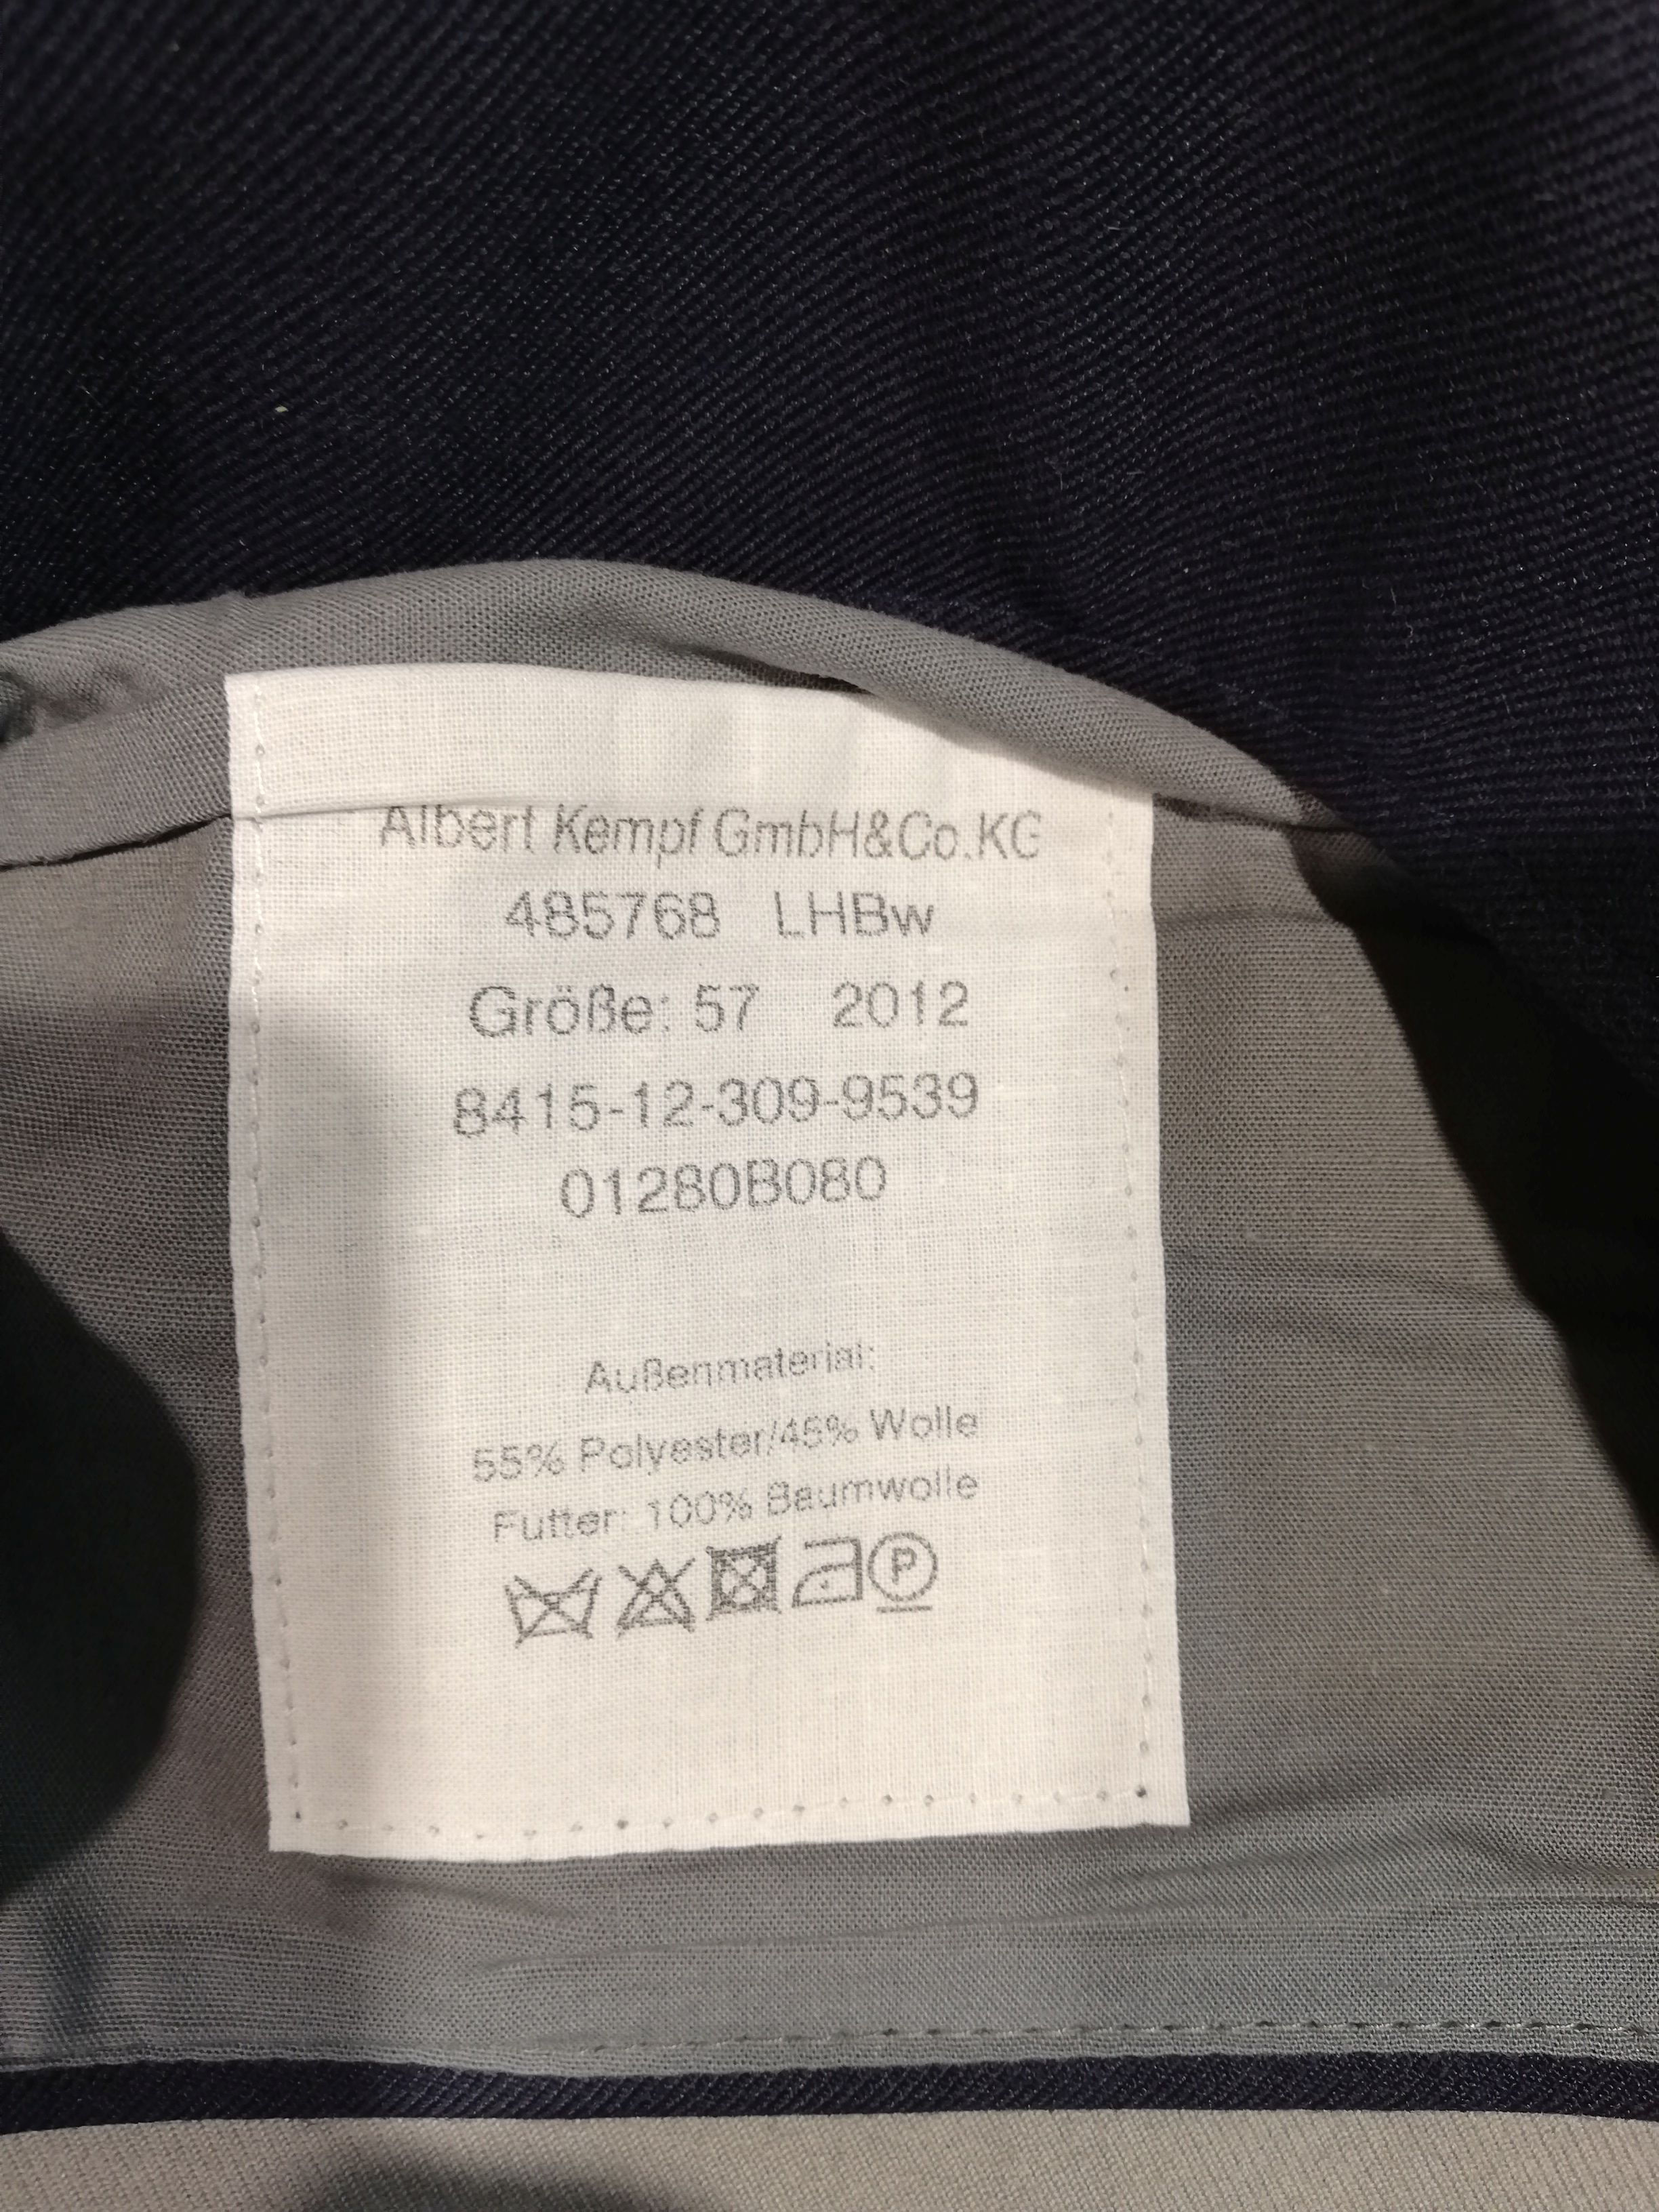 Albert Kempf GmbH&Co.KG
485768 LHBw
Größe: 57 2012
8415-12-309-9539
01280B080
Außenmaterial:
55% Polyester/45% Wolle
Futter: 100% Baumwolle
P